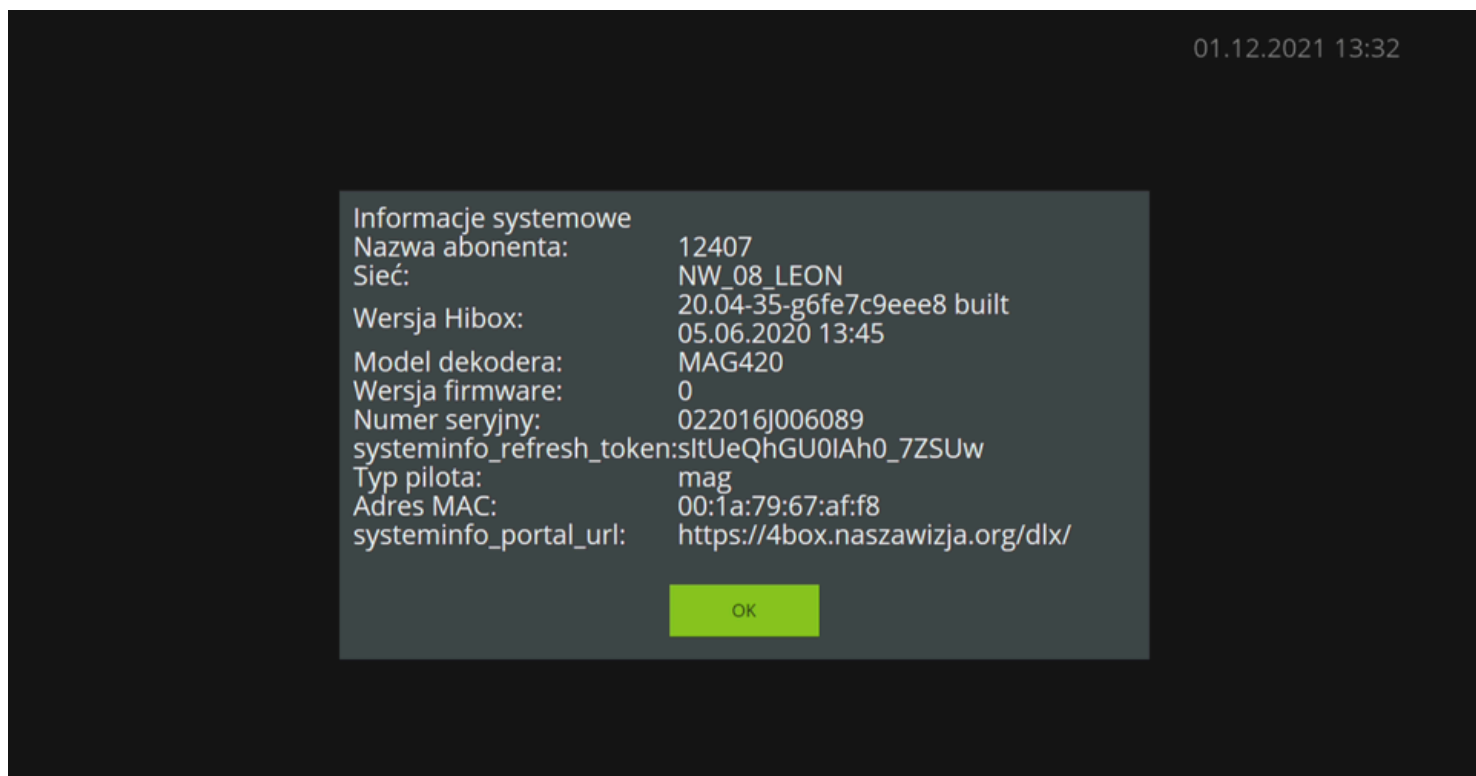 01.12.2021 13:32
Informacje systemowe
Nazwa abonenta: 12407
Sieć: NW_08_LEON
Wersja Hibox: 20.04-35-g6fe7c9eee8 built
05.06.2020 13:45
Model dekodera: MAG420
Wersja firmware: 0
Numer seryjny: 022016J006089
systeminfo_refresh_token:sItUeQhGU0IAh0_7ZSUw
Typ pilota: mag
Adres MAC: 00:1a:79:67:af:f8
systeminfo_portal_url: https://4box.naszawizja.org/dlx/
OK